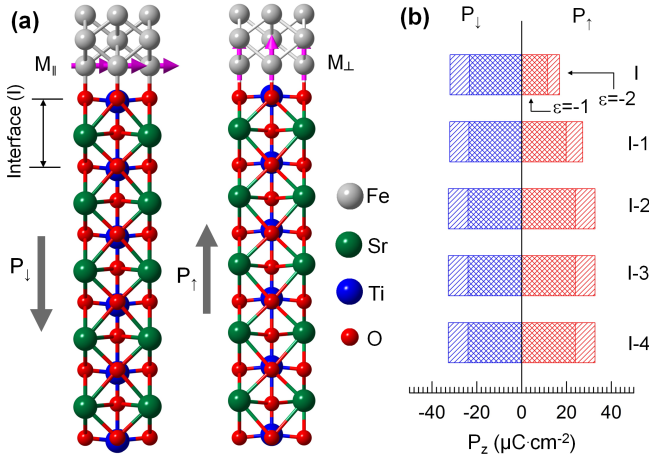 (a)
M∥
M⊥
Interface (I)
P↓
P↑
Fe
Sr
Ti
O
(b)
P↓ P↑
I
ε=-1
ε=-2
I-1
I-2
I-3
I-4
-40 -20 0 20 40
Pz (μC·cm-2)